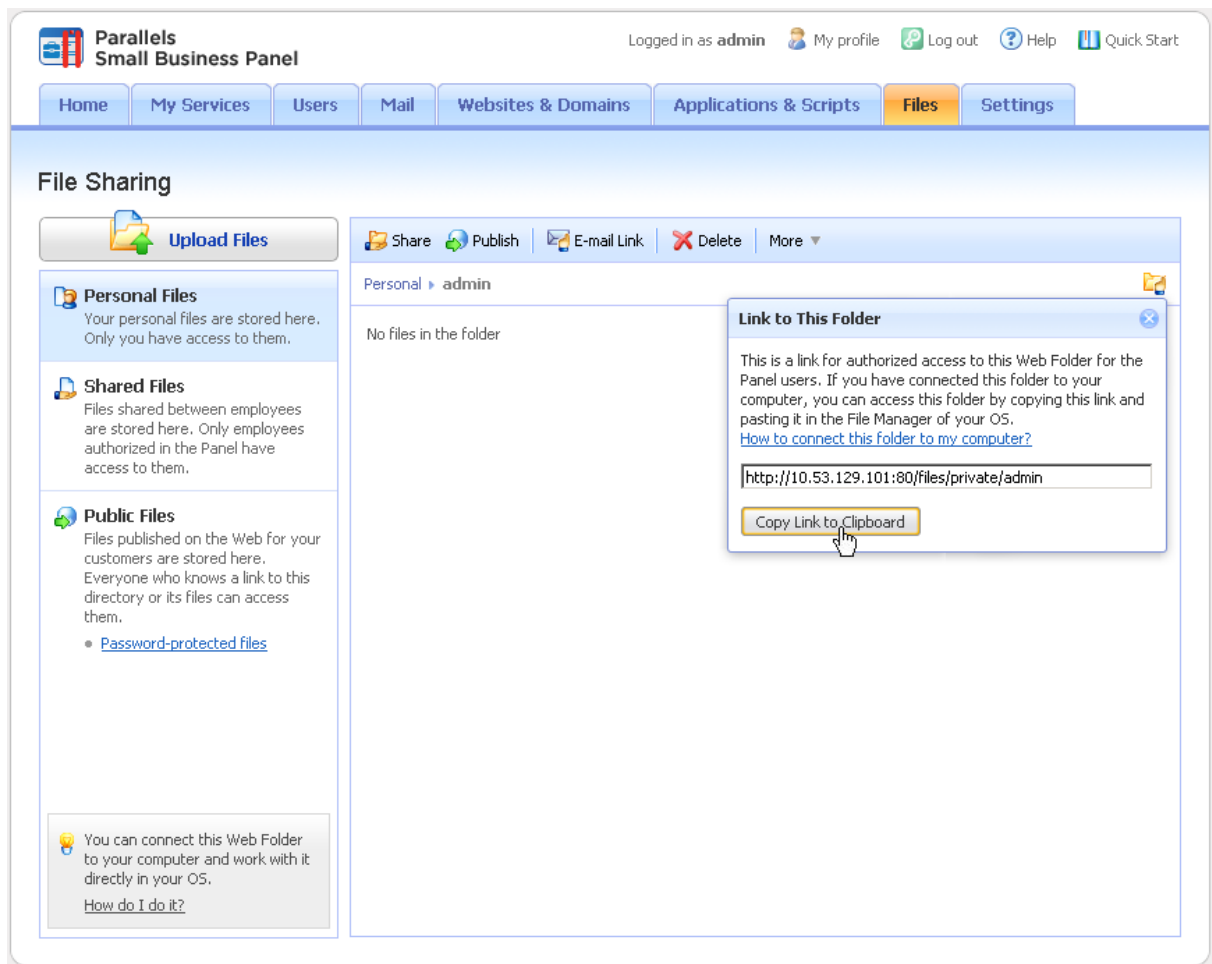 Parallels
Small Business Panel
Logged in as admin My profile Log out Help Quick Start
Home My Services Users Mail Websites & Domains Applications & Scripts Files Settings
File Sharing
Upload Files
Share Publish E-mail Link Delete More
Personal admin
No files in the folder
Personal Files
Your personal files are stored here.
Only you have access to them.
Shared Files
Files shared between employees
are stored here. Only employees
authorized in the Panel have
access to them.
Public Files
Files published on the Web for your
customers are stored here.
Everyone who knows a link to this
directory or its files can access
them.
Password-protected files
You can connect this Web Folder
to your computer and work with it
directly in your OS.
How do I do it?
Link to This Folder
This is a link for authorized access to this Web Folder for the
Panel users. If you have connected this folder to your
computer, you can access this folder by copying this link and
pasting it in the File Manager of your OS.
How to connect this folder to my computer?
http://10.53.129.101:80/files/private/admin
Copy Link to Clipboard